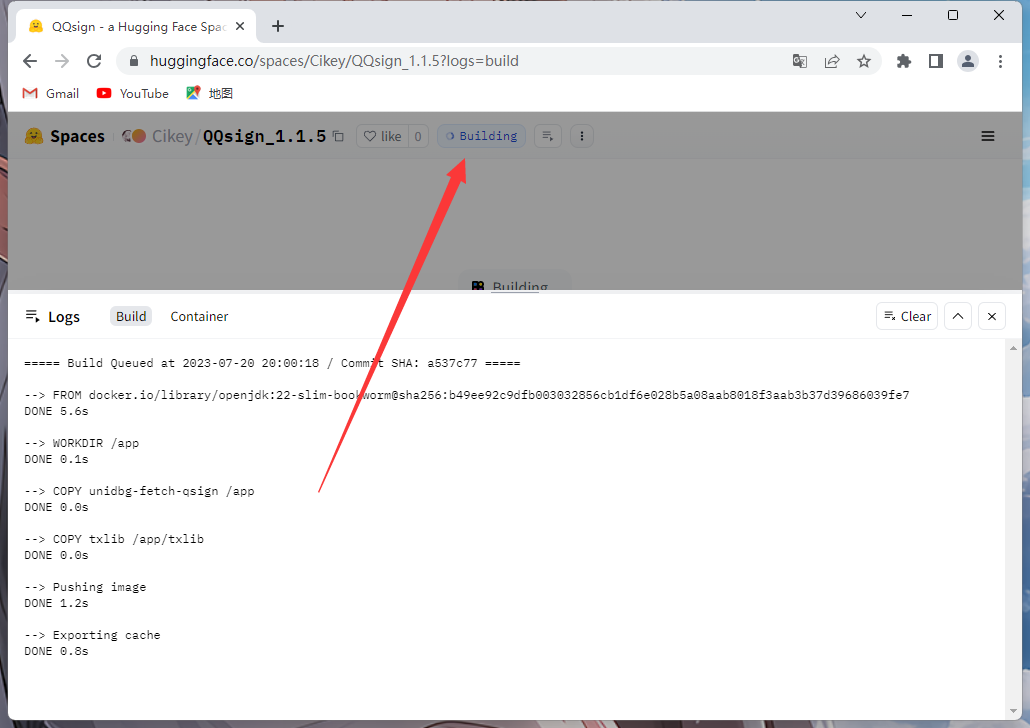 QQsign - a Hugging Face Spac
huggingface.co/spaces/Cikey/QQsign_1.1.5?logs=build
Gmail YouTube 地图
Spaces Cikey/QQsign_1.1.5 like 0 Building
Building
Logs Build Container Clear
===== Build Queued at 2023-07-20 20:00:18 / Commit SHA: a537c77 =====
--> FROM docker.io/library/openjdk:22-slim-bookworm@sha256:b49ee92c9dfb003032856cb1df6e028b5a08aab8018f3aab3b37d39686039fe7
DONE 5.6s
--> WORKDIR /app
DONE 0.1s
--> COPY unidbg-fetch-qsign /app
DONE 0.0s
--> COPY txlib /app/txlib
DONE 0.0s
--> Pushing image
DONE 1.2s
--> Exporting cache
DONE 0.8s